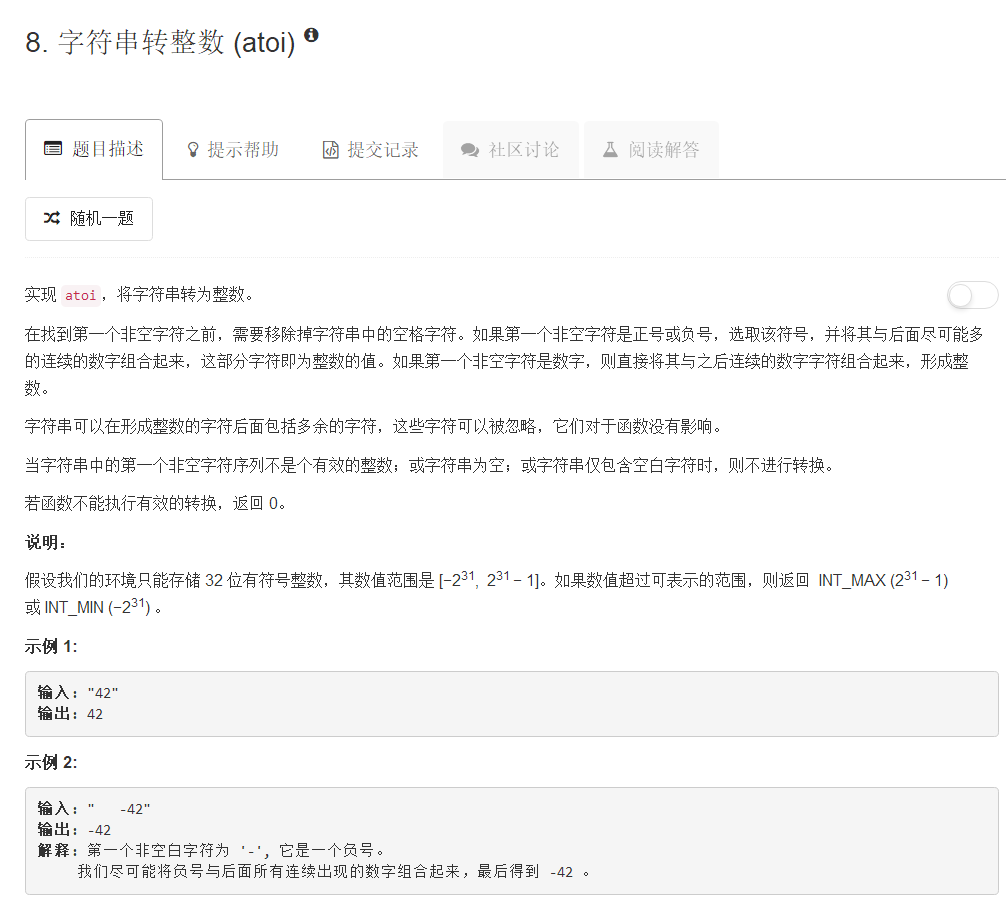 8. 字符串转整数 (atoi)
题目描述 提示帮助 提交记录 社区讨论 阅读解答
随机一题
实现 atoi，将字符串转为整数。
在找到第一个非空字符之前，需要移除掉字符串中的空格字符。如果第一个非空字符是正号或负号，选取该符号，并将其与后面尽可能多
的连续的数字组合起来，这部分字符即为整数的值。如果第一个非空字符是数字，则直接将其与之后连续的数字字符组合起来，形成整
数。
字符串可以在形成整数的字符后面包括多余的字符，这些字符可以被忽略，它们对于函数没有影响。
当字符串中的第一个非空字符序列不是个有效的整数；或字符串为空；或字符串仅包含空白字符时，则不进行转换。
若函数不能执行有效的转换，返回 0。
说明：
假设我们的环境只能存储 32 位有符号整数，其数值范围是 [−2³¹, 2³¹ − 1]。如果数值超过可表示的范围，则返回 INT_MAX (2³¹ − 1)
或 INT_MIN (−2³¹) 。
示例 1:
输入: "42"
输出: 42
示例 2:
输入: "   -42"
输出: -42
解释: 第一个非空白字符为 '-', 它是一个负号。
我们尽可能将负号与后面所有连续出现的数字组合起来，最后得到 -42 。